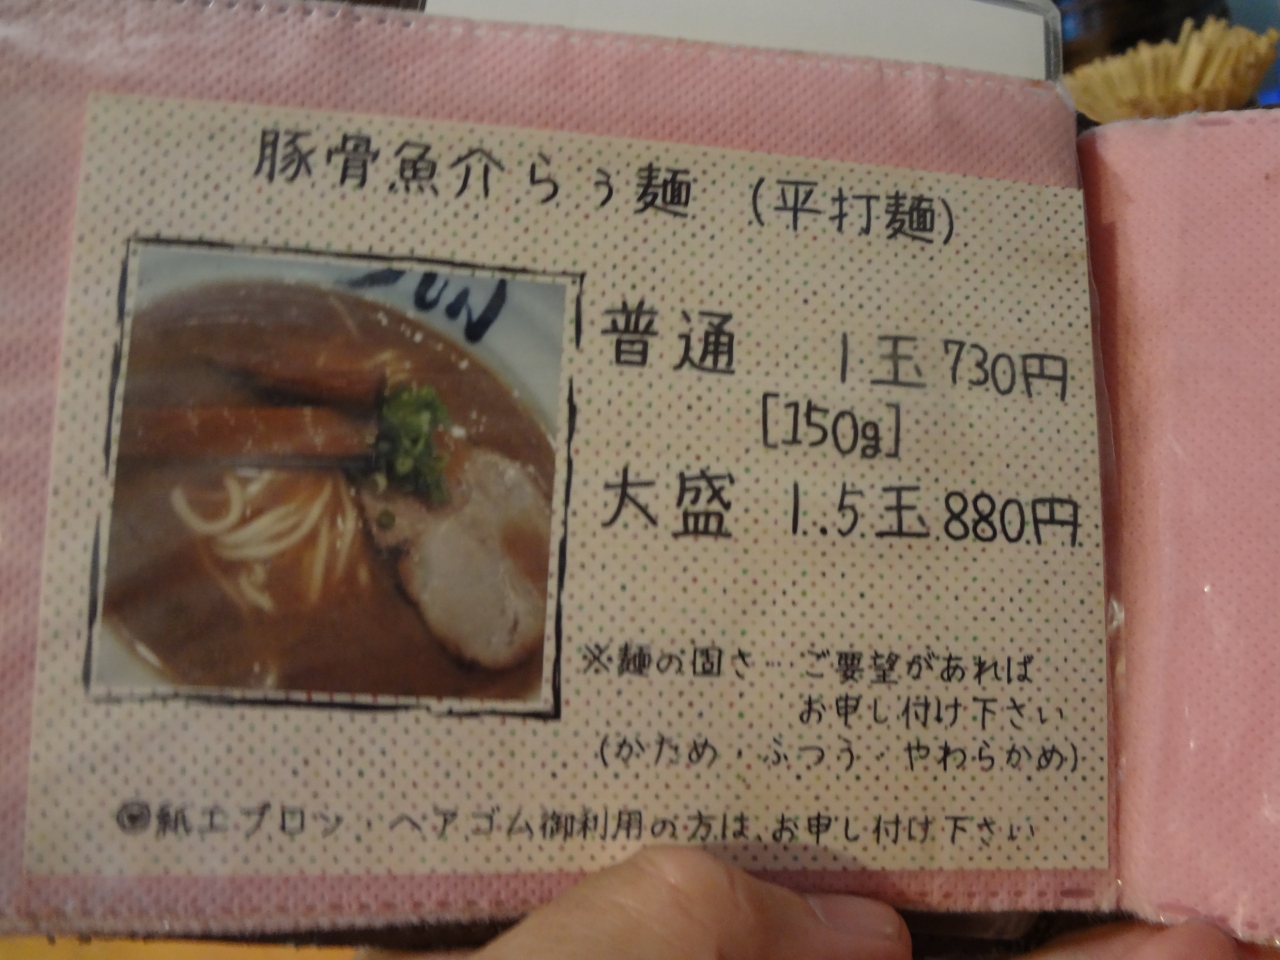 豚骨魚介らぅ麺 (平打麺)
普通 1玉 730円
[150g]
大盛 1.5玉 880円
※麺の固さ… ご要望があれば
お申し付け下さい
(かため・ふつう・やわらかめ)
紙エプロン・ヘアゴム御利用の方は、お申し付け下さい